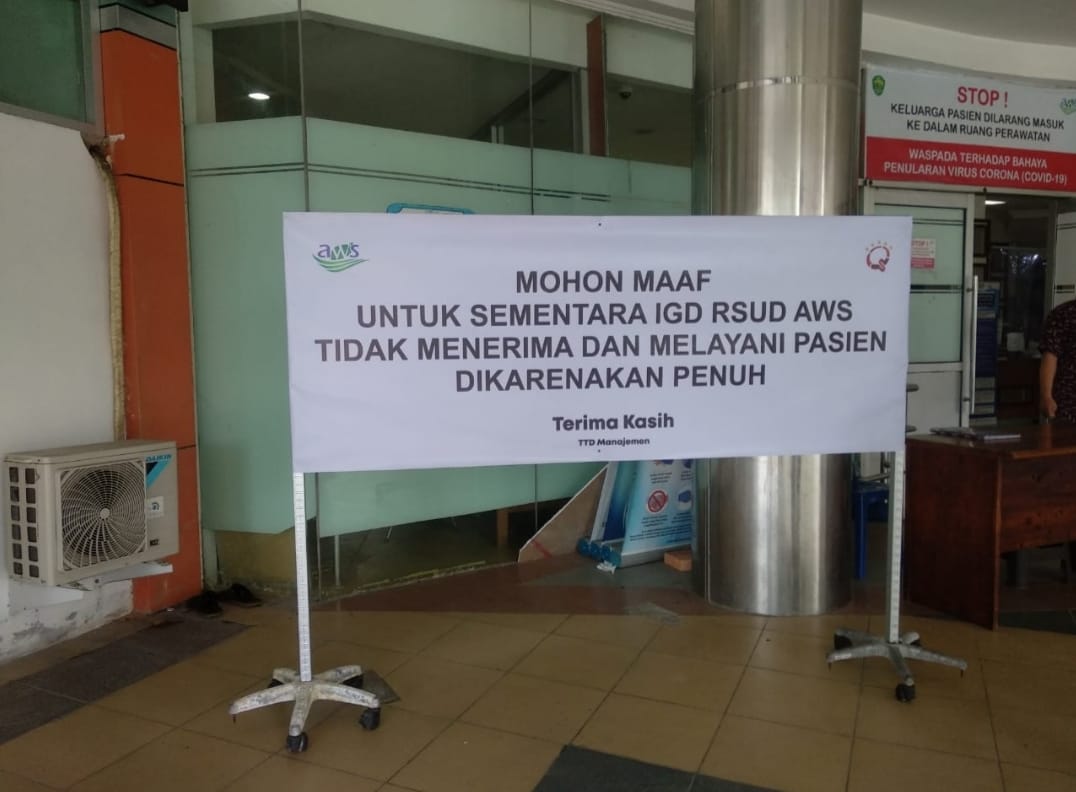 STOP !
KELUARGA PASIEN DILARANG MASUK
KE DALAM RUANG PERAWATAN
WASPADA TERHADAP BAHAYA
PENULARAN VIRUS CORONA (COVID-19)
STOP !
aws
MOHON MAAF
UNTUK SEMENTARA IGD RSUD AWS
TIDAK MENERIMA DAN MELAYANI PASIEN
DIKARENAKAN PENUH
Terima Kasih
TTD Manajemen
DAIKIN